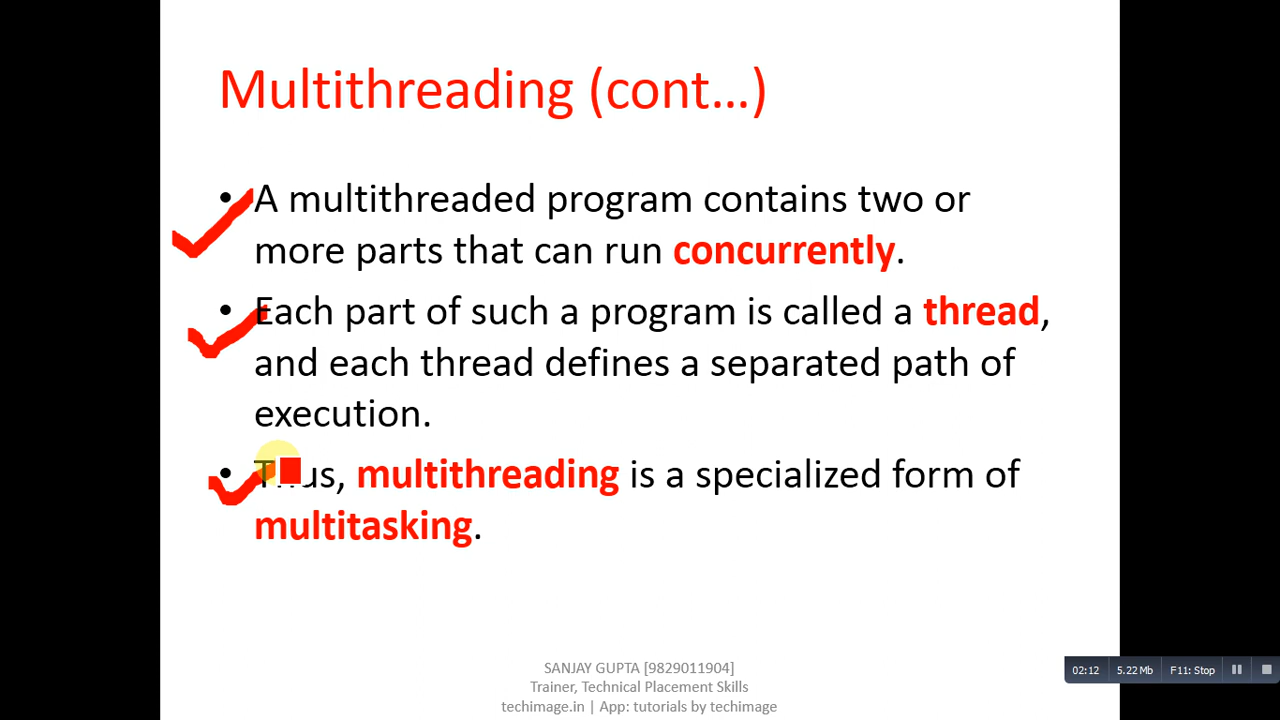 Multithreading (cont…)
• A multithreaded program contains two or
more parts that can run concurrently.
• Each part of such a program is called a thread,
and each thread defines a separated path of
execution.
• Thus, multithreading is a specialized form of
multitasking.
SANJAY GUPTA [9829011904]
Trainer, Technical Placement Skills
techimage.in | App: tutorials by techimage
02:12 5.22 Mb F11: Stop